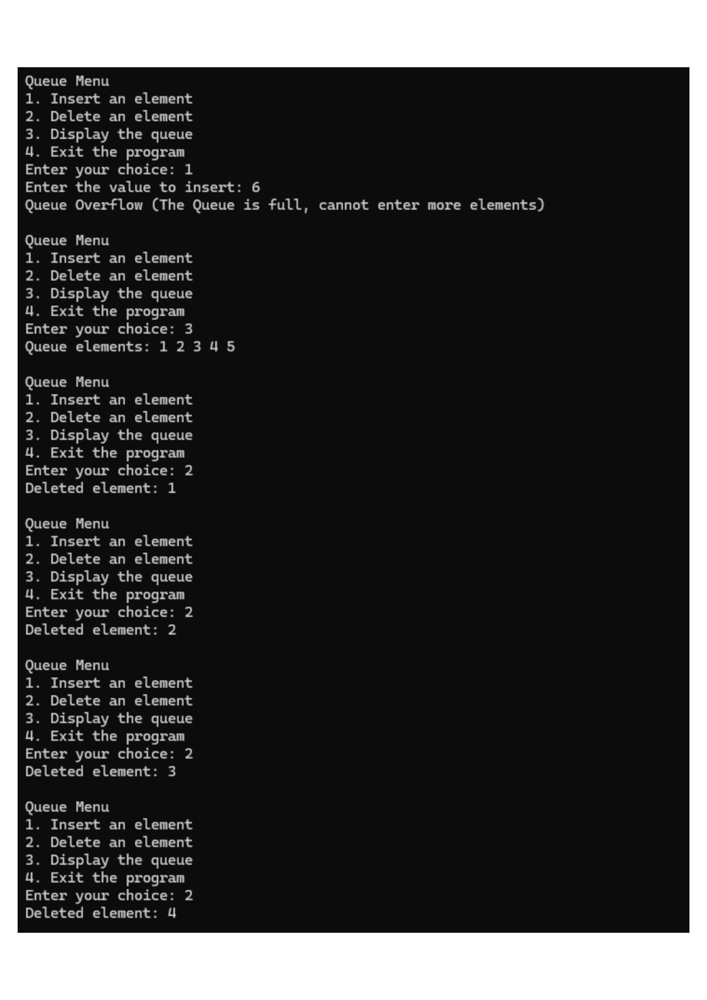 Queue Menu
1. Insert an element
2. Delete an element
3. Display the queue
4. Exit the program
Enter your choice: 1
Enter the value to insert: 6
Queue Overflow (The Queue is full, cannot enter more elements)

Queue Menu
1. Insert an element
2. Delete an element
3. Display the queue
4. Exit the program
Enter your choice: 3
Queue elements: 1 2 3 4 5

Queue Menu
1. Insert an element
2. Delete an element
3. Display the queue
4. Exit the program
Enter your choice: 2
Deleted element: 1

Queue Menu
1. Insert an element
2. Delete an element
3. Display the queue
4. Exit the program
Enter your choice: 2
Deleted element: 2

Queue Menu
1. Insert an element
2. Delete an element
3. Display the queue
4. Exit the program
Enter your choice: 2
Deleted element: 3

Queue Menu
1. Insert an element
2. Delete an element
3. Display the queue
4. Exit the program
Enter your choice: 2
Deleted element: 4